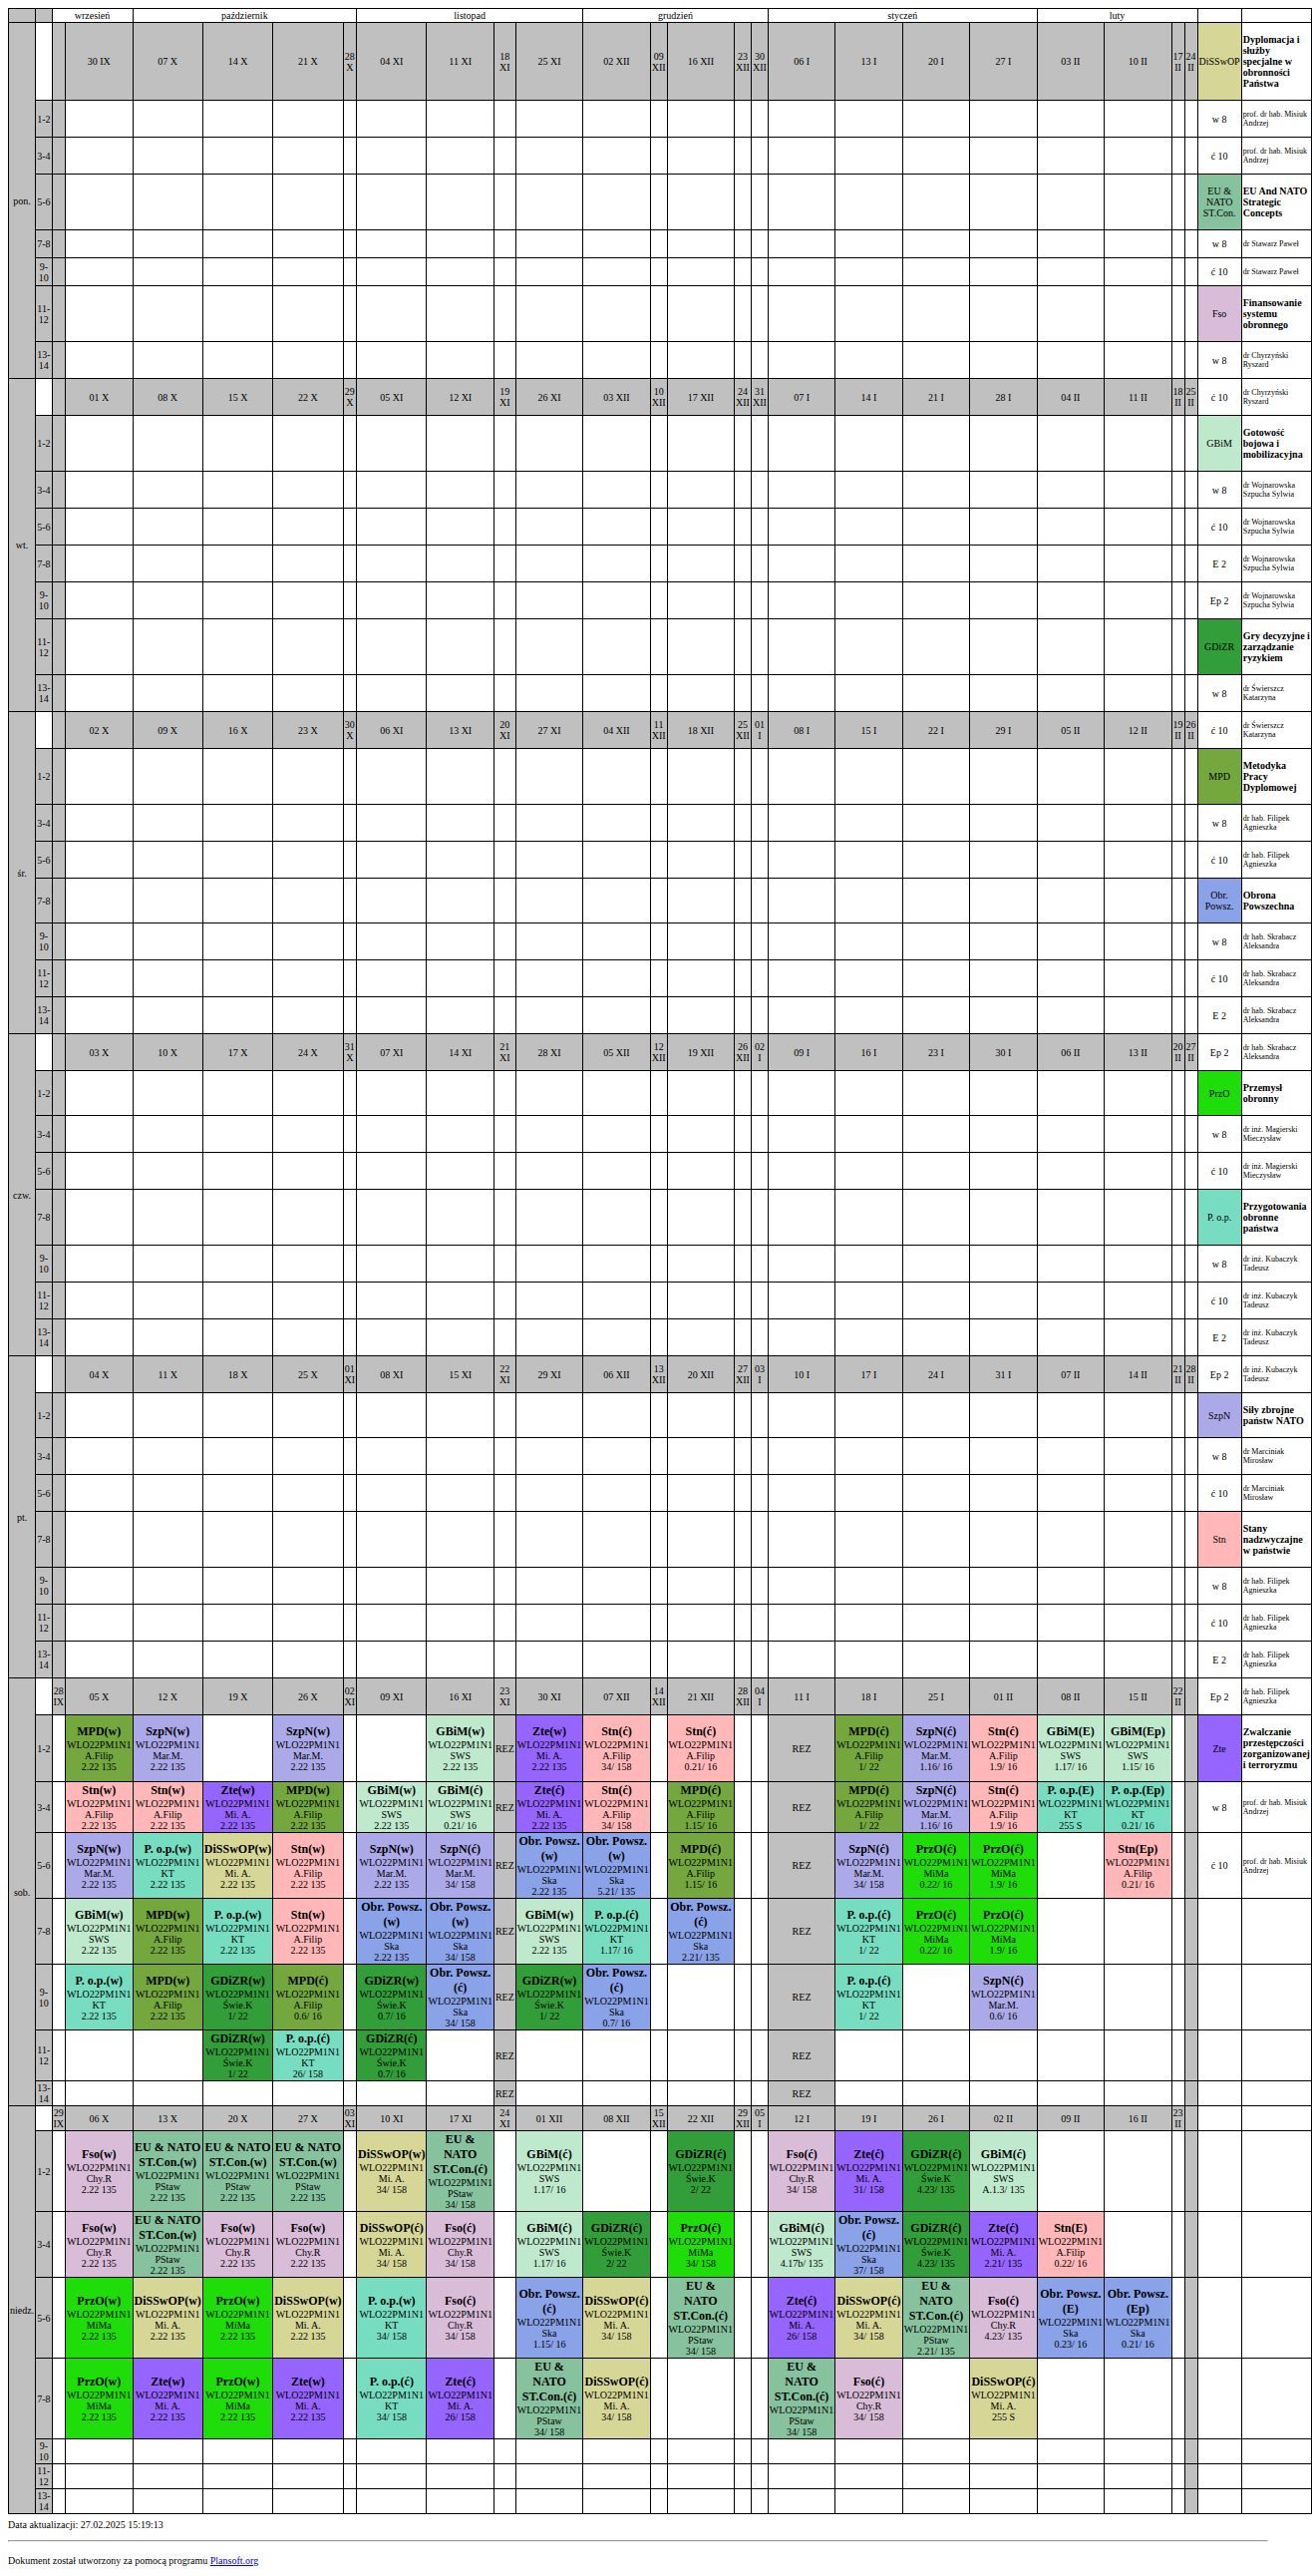 wrzesień październik listopad grudzień styczeń luty
pon. 30 IX 07 X 14 X 21 X 28 X 04 XI 11 XI 18 XI 25 XI 02 XII 09 XII 16 XII 23 XII 30 XII 06 I 13 I 20 I 27 I 03 II 10 II 17 II 24 II DiSSwOP Dyplomacja i służby specjalne w obronności Państwa
1-2 w 8 prof. dr hab. Misiuk Andrzej
3-4 ć 10 prof. dr hab. Misiuk Andrzej
5-6 EU & NATO ST.Con. EU And NATO Strategic Concepts
7-8 w 8 dr Stawarz Paweł
9-10 ć 10 dr Stawarz Paweł
11-12 Fso Finansowanie systemu obronnego
13-14 w 8 dr Chyrzyński Ryszard
wt. 01 X 08 X 15 X 22 X 29 X 05 XI 12 XI 19 XI 26 XI 03 XII 10 XII 17 XII 24 XII 31 XII 07 I 14 I 21 I 28 I 04 II 11 II 18 II 25 II ć 10 dr Chyrzyński Ryszard
1-2 GBiM Gotowość bojowa i mobilizacyjna
3-4 w 8 dr Wojnarowska Szpucha Sylwia
5-6 ć 10 dr Wojnarowska Szpucha Sylwia
7-8 E 2 dr Wojnarowska Szpucha Sylwia
9-10 Ep 2 dr Wojnarowska Szpucha Sylwia
11-12 GDiZR Gry decyzyjne i zarządzanie ryzykiem
13-14 w 8 dr Świerszcz Katarzyna
śr. 02 X 09 X 16 X 23 X 30 X 06 XI 13 XI 20 XI 27 XI 04 XII 11 XII 18 XII 25 XII 01 I 08 I 15 I 22 I 29 I 05 II 12 II 19 II 26 II ć 10 dr Świerszcz Katarzyna
1-2 MPD Metodyka Pracy Dyplomowej
3-4 w 8 dr hab. Filipek Agnieszka
5-6 ć 10 dr hab. Filipek Agnieszka
7-8 Obr. Powsz. Obrona Powszechna
9-10 w 8 dr hab. Skrabacz Aleksandra
11-12 ć 10 dr hab. Skrabacz Aleksandra
13-14 E 2 dr hab. Skrabacz Aleksandra
czw. 03 X 10 X 17 X 24 X 31 X 07 XI 14 XI 21 XI 28 XI 05 XII 12 XII 19 XII 26 XII 02 I 09 I 16 I 23 I 30 I 06 II 13 II 20 II 27 II Ep 2 dr hab. Skrabacz Aleksandra
1-2 PrzO Przemysł obronny
3-4 w 8 dr inż. Magierski Mieczysław
5-6 ć 10 dr inż. Magierski Mieczysław
7-8 P. o.p. Przygotowania obronne państwa
9-10 w 8 dr inż. Kubaczyk Tadeusz
11-12 ć 10 dr inż. Kubaczyk Tadeusz
13-14 E 2 dr inż. Kubaczyk Tadeusz
pt. 04 X 11 X 18 X 25 X 01 XI 08 XI 15 XI 22 XI 29 XI 06 XII 13 XII 20 XII 27 XII 03 I 10 I 17 I 24 I 31 I 07 II 14 II 21 II 28 II Ep 2 dr inż. Kubaczyk Tadeusz
1-2 SzpN Siły zbrojne państw NATO
3-4 w 8 dr Marciniak Mirosław
5-6 ć 10 dr Marciniak Mirosław
7-8 Stn Stany nadzwyczajne w państwie
9-10 w 8 dr hab. Filipek Agnieszka
11-12 ć 10 dr hab. Filipek Agnieszka
13-14 E 2 dr hab. Filipek Agnieszka
sob. 28 IX 05 X 12 X 19 X 26 X 02 XI 09 XI 16 XI 23 XI 30 XI 07 XII 14 XII 21 XII 28 XII 04 I 11 I 18 I 25 I 01 II 08 II 15 II 22 II Ep 2 dr hab. Filipek Agnieszka
1-2 MPD(w) SzpN(w) SzpN(w) GBiM(w) REZ Zte(w) Stn(ć) Stn(ć) REZ MPD(ć) SzpN(ć) Stn(ć) GBiM(E) GBiM(Ep) Zte Zwalczanie przestępczości zorganizowanej i terroryzmu
WLO22PM1N1 WLO22PM1N1 WLO22PM1N1 WLO22PM1N1 WLO22PM1N1 WLO22PM1N1 WLO22PM1N1 WLO22PM1N1 WLO22PM1N1 WLO22PM1N1 WLO22PM1N1 WLO22PM1N1
A.Filip Mar.M. Mar.M. SWS Mi. A. A.Filip A.Filip A.Filip Mar.M. A.Filip SWS SWS
2.22 135 2.22 135 2.22 135 2.22 135 2.22 135 34/ 158 0.21/ 16 1/ 22 1.16/ 16 1.9/ 16 1.17/ 16 1.15/ 16
3-4 Stn(w) Stn(w) Zte(w) MPD(w) GBiM(w) GBiM(ć) REZ Zte(ć) Stn(ć) MPD(ć) REZ MPD(ć) SzpN(ć) Stn(ć) P. o.p.(E) P. o.p.(Ep) w 8 prof. dr hab. Misiuk Andrzej
WLO22PM1N1 WLO22PM1N1 WLO22PM1N1 WLO22PM1N1 WLO22PM1N1 WLO22PM1N1 WLO22PM1N1 WLO22PM1N1 WLO22PM1N1 WLO22PM1N1 WLO22PM1N1 WLO22PM1N1 WLO22PM1N1 WLO22PM1N1
A.Filip A.Filip Mi. A. A.Filip SWS SWS Mi. A. A.Filip A.Filip A.Filip Mar.M. A.Filip KT KT
2.22 135 2.22 135 2.22 135 2.22 135 2.22 135 0.21/ 16 2.22 135 34/ 158 1.15/ 16 1/ 22 1.16/ 16 1.9/ 16 255 S 0.21/ 16
5-6 SzpN(w) P. o.p.(w) DiSSwOP(w) Stn(w) SzpN(w) SzpN(ć) REZ Obr. Powsz.(w) Obr. Powsz.(w) MPD(ć) REZ SzpN(ć) PrzO(ć) PrzO(ć) Stn(Ep) ć 10 prof. dr hab. Misiuk Andrzej
WLO22PM1N1 WLO22PM1N1 WLO22PM1N1 WLO22PM1N1 WLO22PM1N1 WLO22PM1N1 WLO22PM1N1 WLO22PM1N1 WLO22PM1N1 WLO22PM1N1 WLO22PM1N1 WLO22PM1N1 WLO22PM1N1
Mar.M. KT Mi. A. A.Filip Mar.M. Mar.M. Ska Ska A.Filip Mar.M. MiMa MiMa A.Filip
2.22 135 2.22 135 2.22 135 2.22 135 2.22 135 34/ 158 2.22 135 5.21/ 135 1.15/ 16 34/ 158 0.22/ 16 1.9/ 16 0.21/ 16
7-8 GBiM(w) MPD(w) P. o.p.(w) Stn(w) Obr. Powsz.(w) Obr. Powsz.(w) REZ GBiM(w) P. o.p.(ć) Obr. Powsz.(ć) REZ P. o.p.(ć) PrzO(ć) PrzO(ć)
WLO22PM1N1 WLO22PM1N1 WLO22PM1N1 WLO22PM1N1 WLO22PM1N1 WLO22PM1N1 WLO22PM1N1 WLO22PM1N1 WLO22PM1N1 WLO22PM1N1 WLO22PM1N1 WLO22PM1N1
SWS A.Filip KT A.Filip Ska Ska SWS KT Ska KT MiMa MiMa
2.22 135 2.22 135 2.22 135 2.22 135 2.22 135 34/ 158 2.22 135 1.17/ 16 2.21/ 135 1/ 22 0.22/ 16 1.9/ 16
9-10 P. o.p.(w) MPD(w) GDiZR(w) MPD(ć) GDiZR(w) Obr. Powsz.(ć) REZ GDiZR(w) Obr. Powsz.(ć) REZ P. o.p.(ć) SzpN(ć)
WLO22PM1N1 WLO22PM1N1 WLO22PM1N1 WLO22PM1N1 WLO22PM1N1 WLO22PM1N1 WLO22PM1N1 WLO22PM1N1 WLO22PM1N1 WLO22PM1N1
KT A.Filip Świe.K A.Filip Świe.K Ska Świe.K Ska KT Mar.M.
2.22 135 2.22 135 1/ 22 0.6/ 16 0.7/ 16 34/ 158 1/ 22 0.7/ 16 1/ 22 0.6/ 16
11-12 GDiZR(w) P. o.p.(ć) GDiZR(ć) REZ REZ
WLO22PM1N1 WLO22PM1N1 WLO22PM1N1
Świe.K KT Świe.K
1/ 22 26/ 158 0.7/ 16
13-14 REZ REZ
niedz. 29 IX 06 X 13 X 20 X 27 X 03 XI 10 XI 17 XI 24 XI 01 XII 08 XII 15 XII 22 XII 29 XII 05 I 12 I 19 I 26 I 02 II 09 II 16 II 23 II
1-2 Fso(w) EU & NATO ST.Con.(w) EU & NATO ST.Con.(w) EU & NATO ST.Con.(w) DiSSwOP(w) EU & NATO ST.Con.(ć) GBiM(ć) GDiZR(ć) Fso(ć) Zte(ć) GDiZR(ć) GBiM(ć)
WLO22PM1N1 WLO22PM1N1 WLO22PM1N1 WLO22PM1N1 WLO22PM1N1 WLO22PM1N1 WLO22PM1N1 WLO22PM1N1 WLO22PM1N1 WLO22PM1N1 WLO22PM1N1 WLO22PM1N1
Chy.R PStaw PStaw PStaw Mi. A. PStaw SWS Świe.K Chy.R Mi. A. Świe.K SWS
2.22 135 2.22 135 2.22 135 2.22 135 34/ 158 34/ 158 1.17/ 16 2/ 22 34/ 158 31/ 158 4.23/ 135 A.1.3/ 135
3-4 Fso(w) EU & NATO ST.Con.(w) Fso(w) Fso(w) DiSSwOP(ć) Fso(ć) GBiM(ć) GDiZR(ć) PrzO(ć) GBiM(ć) Obr. Powsz.(ć) GDiZR(ć) Zte(ć) Stn(E)
WLO22PM1N1 WLO22PM1N1 WLO22PM1N1 WLO22PM1N1 WLO22PM1N1 WLO22PM1N1 WLO22PM1N1 WLO22PM1N1 WLO22PM1N1 WLO22PM1N1 WLO22PM1N1 WLO22PM1N1 WLO22PM1N1 WLO22PM1N1
Chy.R PStaw Chy.R Chy.R Mi. A. Chy.R SWS Świe.K MiMa SWS Ska Świe.K Mi. A. A.Filip
2.22 135 2.22 135 2.22 135 2.22 135 34/ 158 34/ 158 1.17/ 16 2/ 22 34/ 158 4.17b/ 135 37/ 158 4.23/ 135 2.21/ 135 0.22/ 16
5-6 PrzO(w) DiSSwOP(w) PrzO(w) DiSSwOP(w) P. o.p.(w) Fso(ć) Obr. Powsz.(ć) DiSSwOP(ć) EU & NATO ST.Con.(ć) Zte(ć) DiSSwOP(ć) EU & NATO ST.Con.(ć) Fso(ć) Obr. Powsz.(E) Obr. Powsz.(Ep)
WLO22PM1N1 WLO22PM1N1 WLO22PM1N1 WLO22PM1N1 WLO22PM1N1 WLO22PM1N1 WLO22PM1N1 WLO22PM1N1 WLO22PM1N1 WLO22PM1N1 WLO22PM1N1 WLO22PM1N1 WLO22PM1N1 WLO22PM1N1 WLO22PM1N1
MiMa Mi. A. MiMa Mi. A. KT Chy.R Ska Mi. A. PStaw Mi. A. Mi. A. PStaw Chy.R Ska Ska
2.22 135 2.22 135 2.22 135 2.22 135 34/ 158 34/ 158 1.15/ 16 34/ 158 34/ 158 26/ 158 34/ 158 2.21/ 135 4.23/ 135 0.23/ 16 0.21/ 16
7-8 PrzO(w) Zte(w) PrzO(w) Zte(w) P. o.p.(ć) Zte(ć) EU & NATO ST.Con.(ć) DiSSwOP(ć) EU & NATO ST.Con.(ć) Fso(ć) DiSSwOP(ć)
WLO22PM1N1 WLO22PM1N1 WLO22PM1N1 WLO22PM1N1 WLO22PM1N1 WLO22PM1N1 WLO22PM1N1 WLO22PM1N1 WLO22PM1N1 WLO22PM1N1 WLO22PM1N1
MiMa Mi. A. MiMa Mi. A. KT Mi. A. PStaw Mi. A. PStaw Chy.R Mi. A.
2.22 135 2.22 135 2.22 135 2.22 135 34/ 158 26/ 158 34/ 158 34/ 158 34/ 158 34/ 158 255 S
9-10
11-12
13-14
Data aktualizacji: 27.02.2025 15:19:13
Dokument został utworzony za pomocą programu Plansoft.org